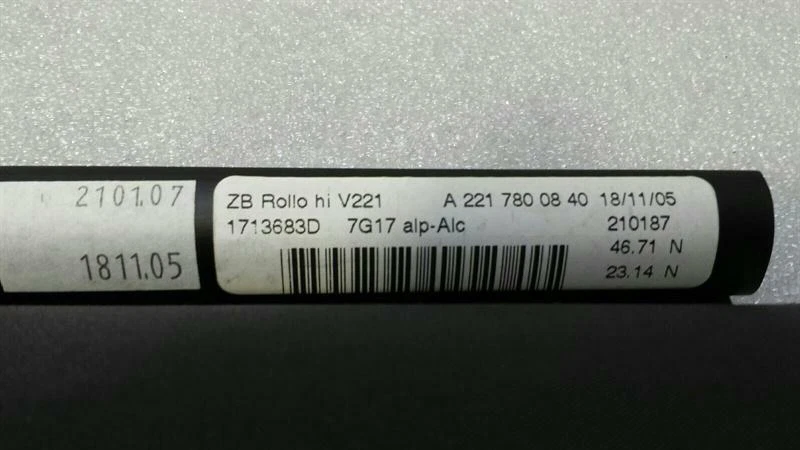 2101.07
1811.05
ZB Rollo hi V221 A 221 780 08 40 18/11/05
1713683D 7G17 alp-Alc 210187
46.71 N
23.14 N